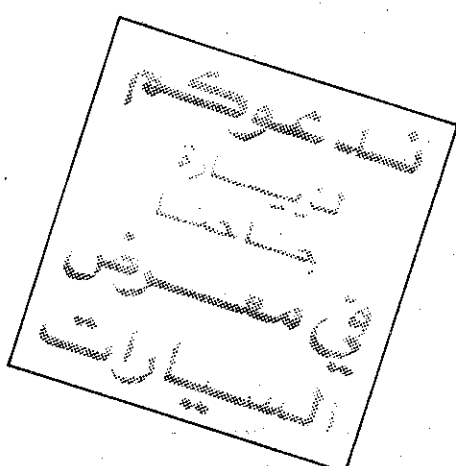 ندعوكم
لزيارة
جناحنا
في معرض
السيارات